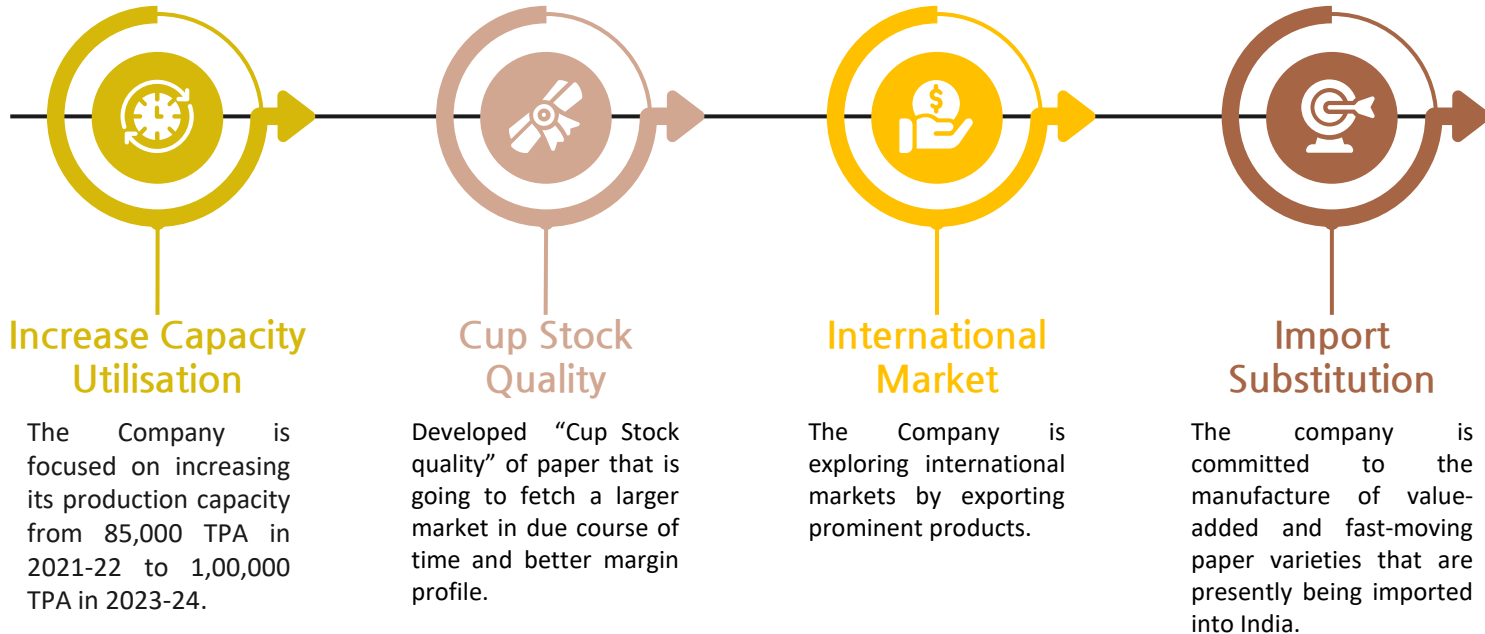 Increase Capacity
Utilisation
The Company is
focused on increasing
its production capacity
from 85,000 TPA in
2021-22 to 1,00,000
TPA in 2023-24.
Cup Stock
Quality
Developed “Cup Stock
quality” of paper that is
going to fetch a larger
market in due course of
time and better margin
profile.
$
International
Market
The Company is
exploring international
markets by exporting
prominent products.
Import
Substitution
The company is
committed to the
manufacture of value-
added and fast-moving
paper varieties that are
presently being imported
into India.